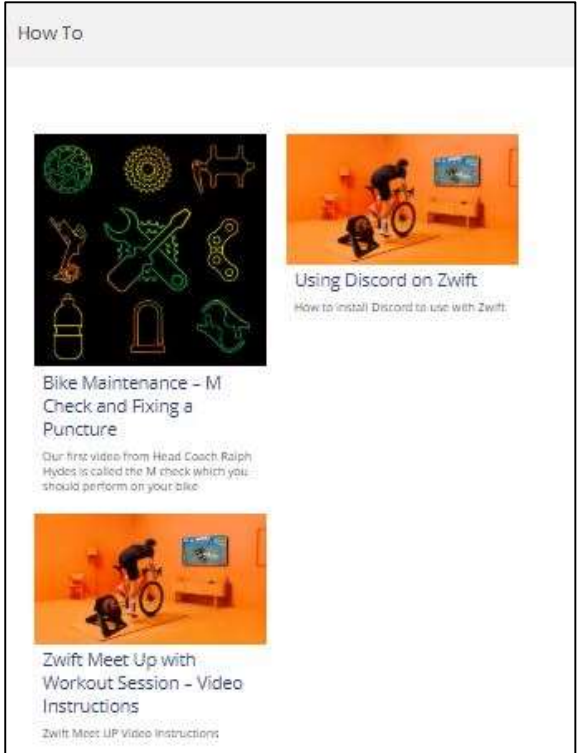 How To
Bike Maintenance – M
Check and Fixing a
Puncture
Our first video from Head Coach Ralph
Hydes is called the M check which you
should perform on your bike
Using Discord on Zwift
How to install Discord to use with Zwift.
Zwift Meet Up with
Workout Session – Video
Instructions
Zwift Meet UP Video Instructions